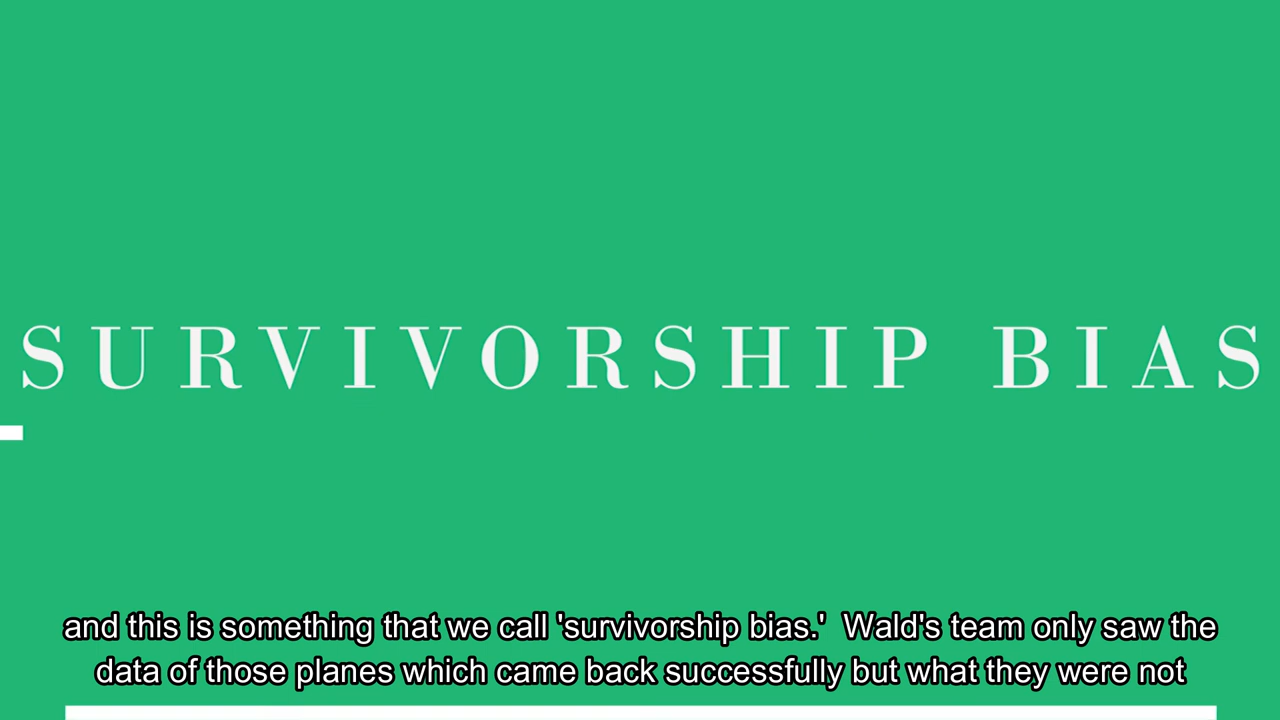 SURVIVORSHIP BIAS
and this is something that we call 'survivorship bias.'  Wald's team only saw the
data of those planes which came back successfully but what they were not